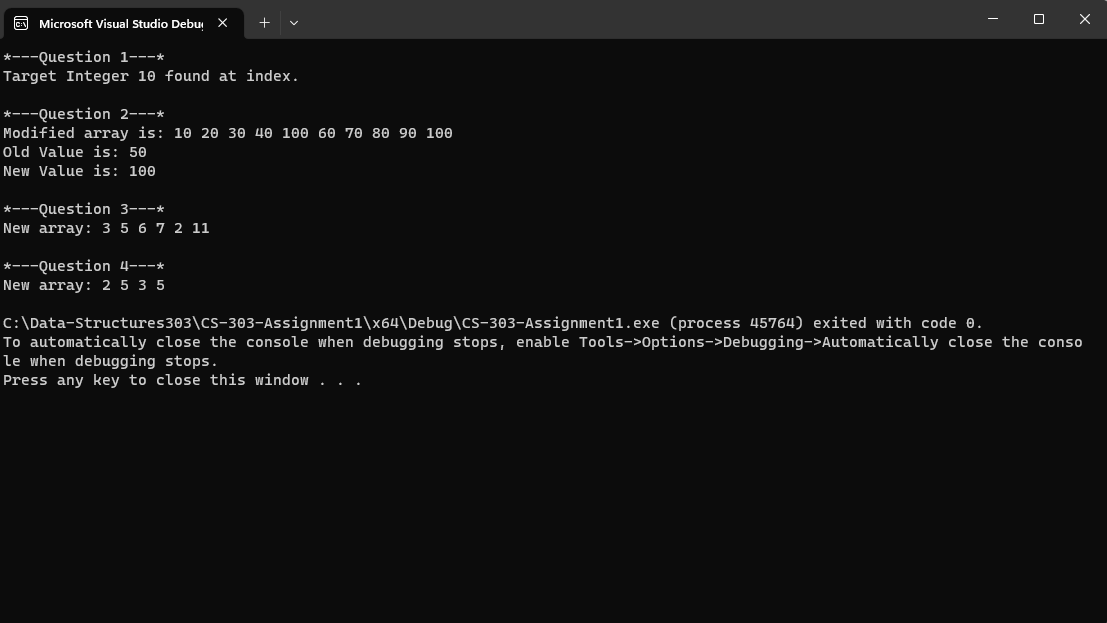 Microsoft Visual Studio Debu
*---Question 1---*
Target Integer 10 found at index.
*---Question 2---*
Modified array is: 10 20 30 40 100 60 70 80 90 100
Old Value is: 50
New Value is: 100
*---Question 3---*
New array: 3 5 6 7 2 11
*---Question 4---*
New array: 2 5 3 5
C:\Data-Structures303\CS-303-Assignment1\x64\Debug\CS-303-Assignment1.exe (process 45764) exited with code 0.
To automatically close the console when debugging stops, enable Tools->Options->Debugging->Automatically close the conso
le when debugging stops.
Press any key to close this window . . .